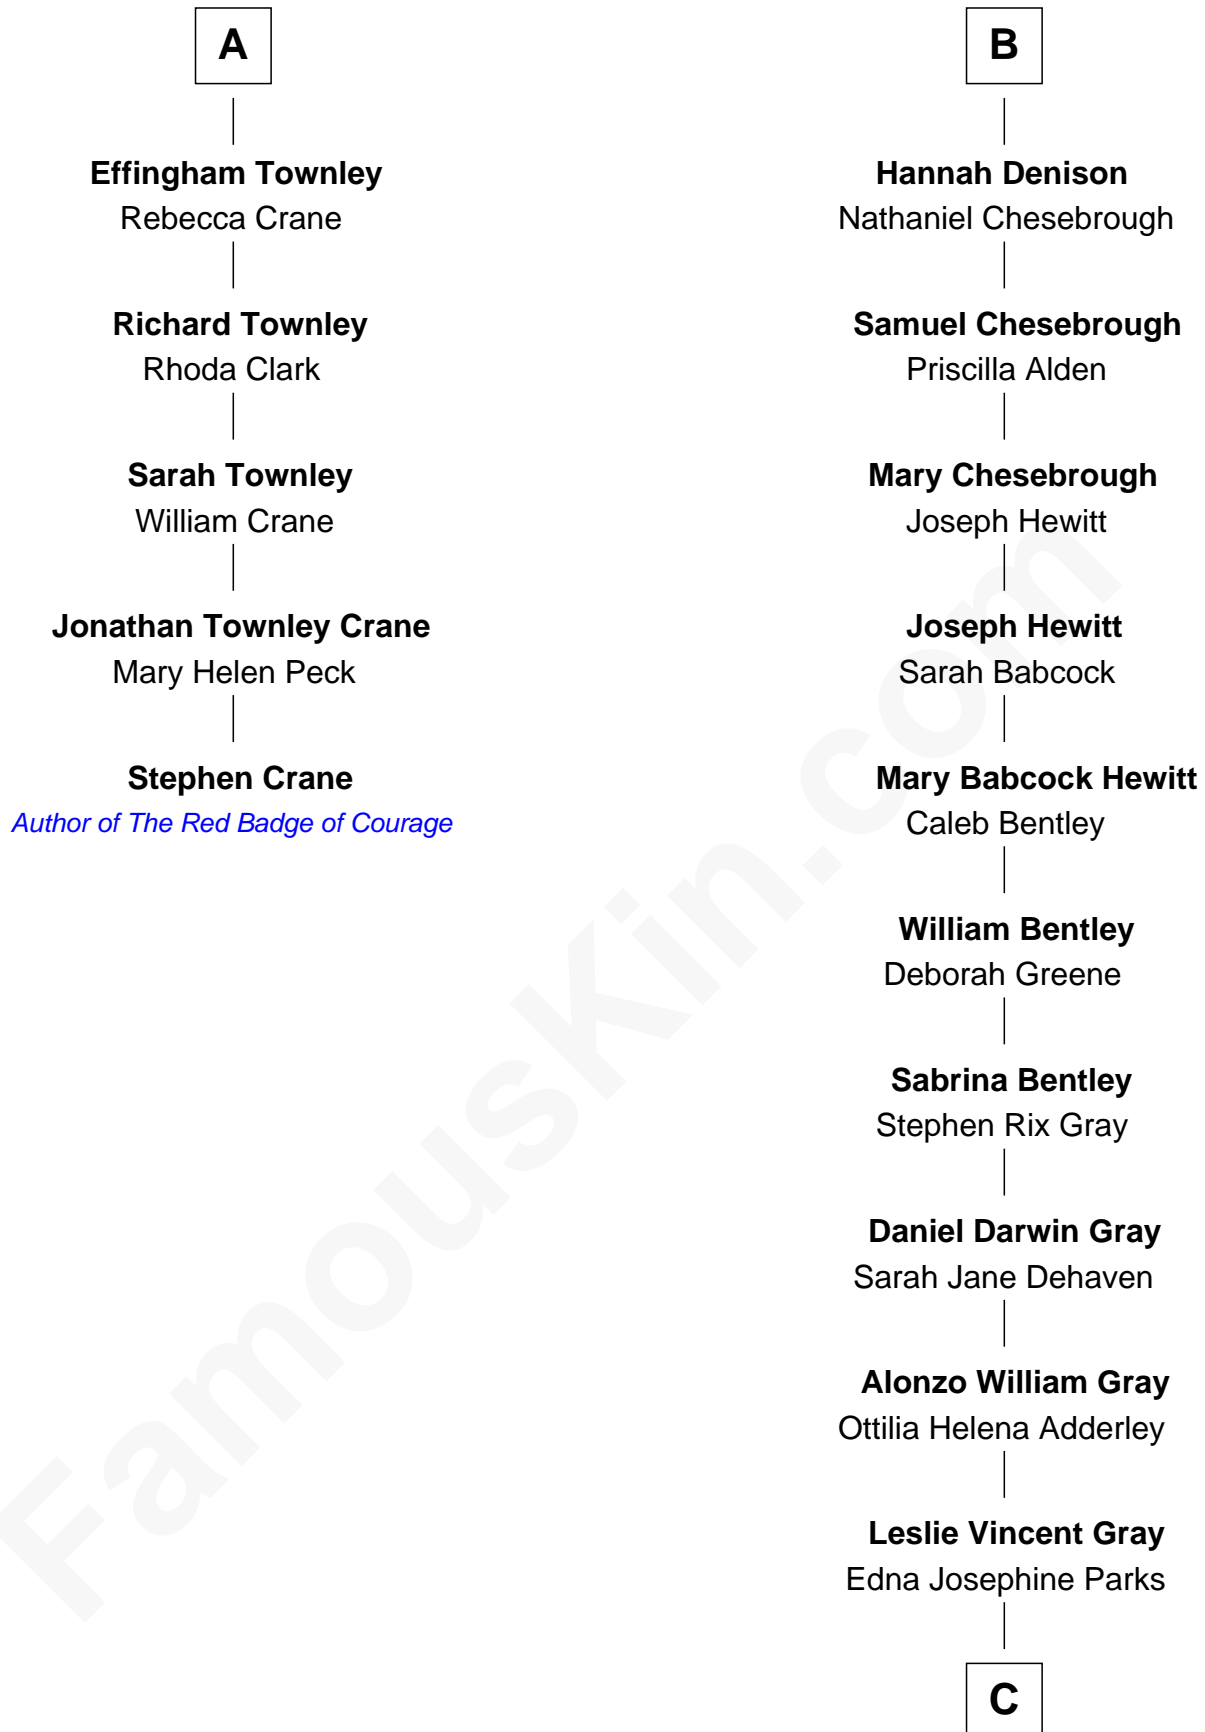 A
Effingham Townley
Rebecca Crane
Richard Townley
Rhoda Clark
Sarah Townley
William Crane
Jonathan Townley Crane
Mary Helen Peck
Stephen Crane
Author of The Red Badge of Courage
B
Hannah Denison
Nathaniel Chesebrough
Samuel Chesebrough
Priscilla Alden
Mary Chesebrough
Joseph Hewitt
Joseph Hewitt
Sarah Babcock
Mary Babcock Hewitt
Caleb Bentley
William Bentley
Deborah Greene
Sabrina Bentley
Stephen Rix Gray
Daniel Darwin Gray
Sarah Jane Dehaven
Alonzo William Gray
Ottilia Helena Adderley
Leslie Vincent Gray
Edna Josephine Parks
C
FamousKin.com